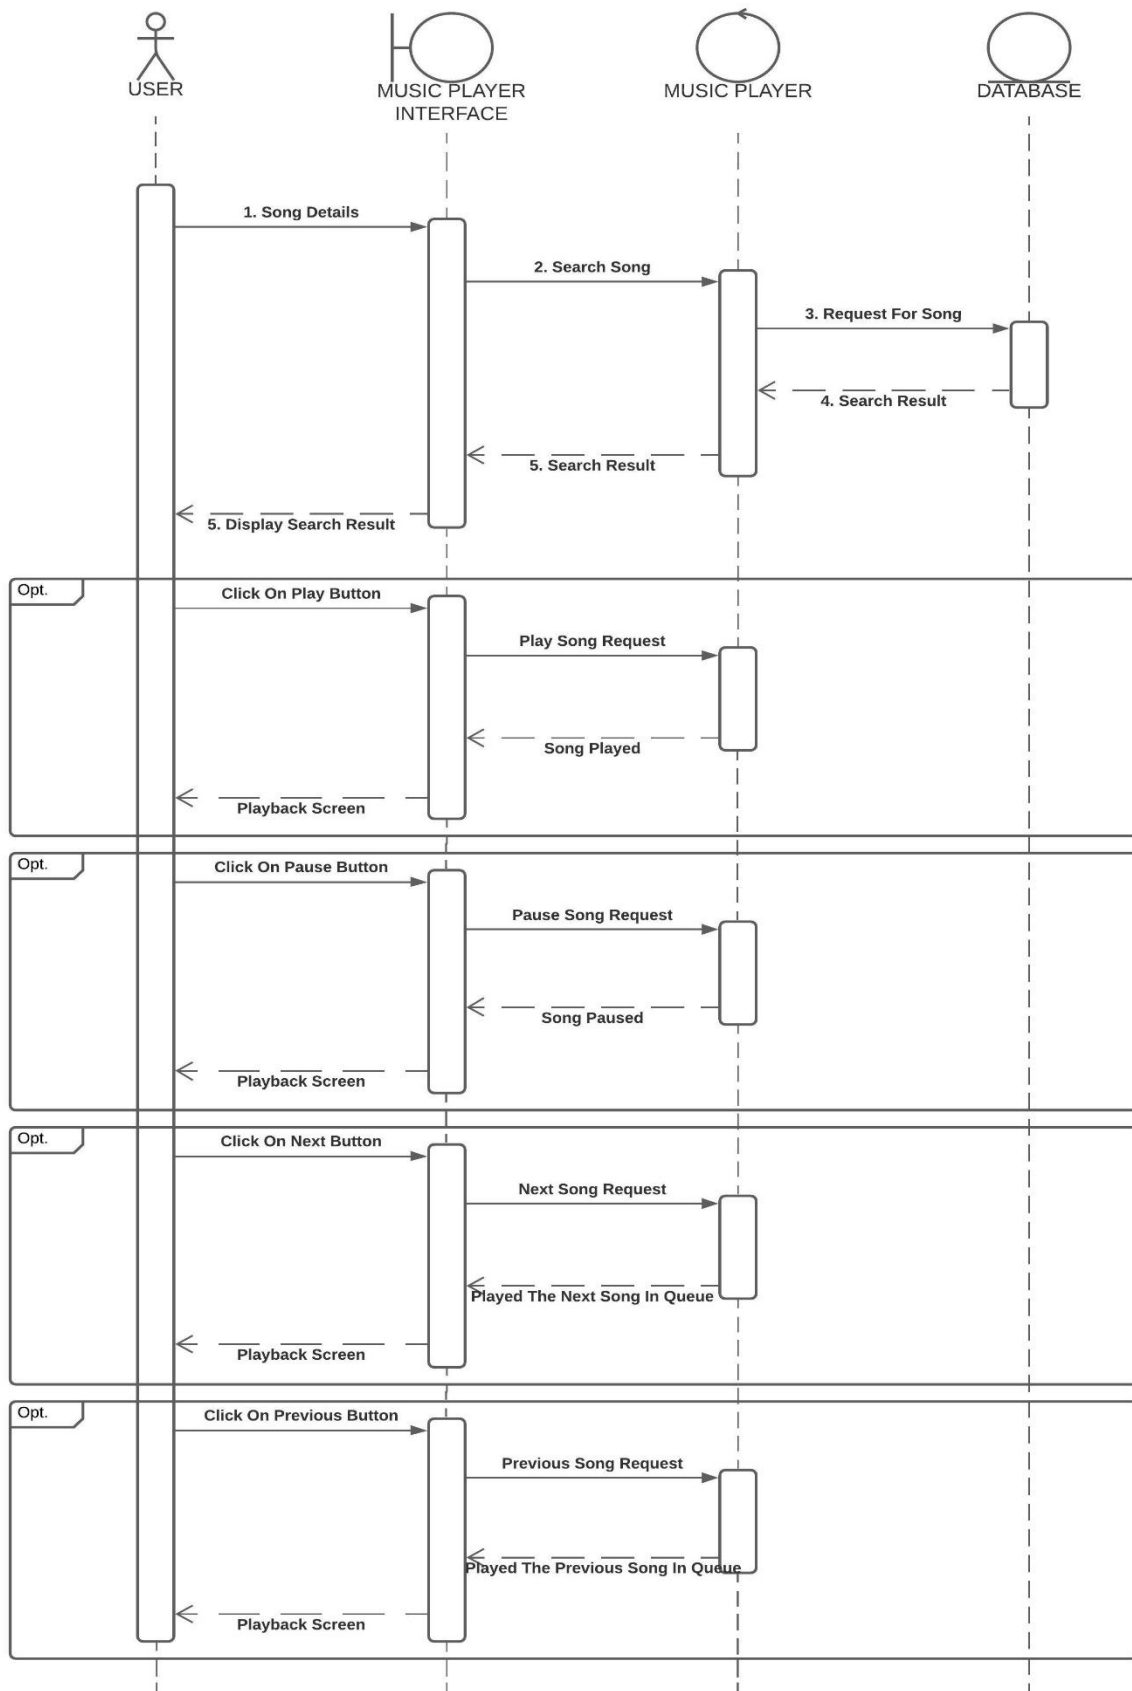 USER
MUSIC PLAYER
INTERFACE
MUSIC PLAYER
DATABASE
1. Song Details
2. Search Song
3. Request For Song
4. Search Result
5. Search Result
5. Display Search Result
Opt.
Click On Play Button
Play Song Request
Song Played
Playback Screen
Opt.
Click On Pause Button
Pause Song Request
Song Paused
Playback Screen
Opt.
Click On Next Button
Next Song Request
Played The Next Song In Queue
Playback Screen
Opt.
Click On Previous Button
Previous Song Request
Played The Previous Song In Queue
Playback Screen